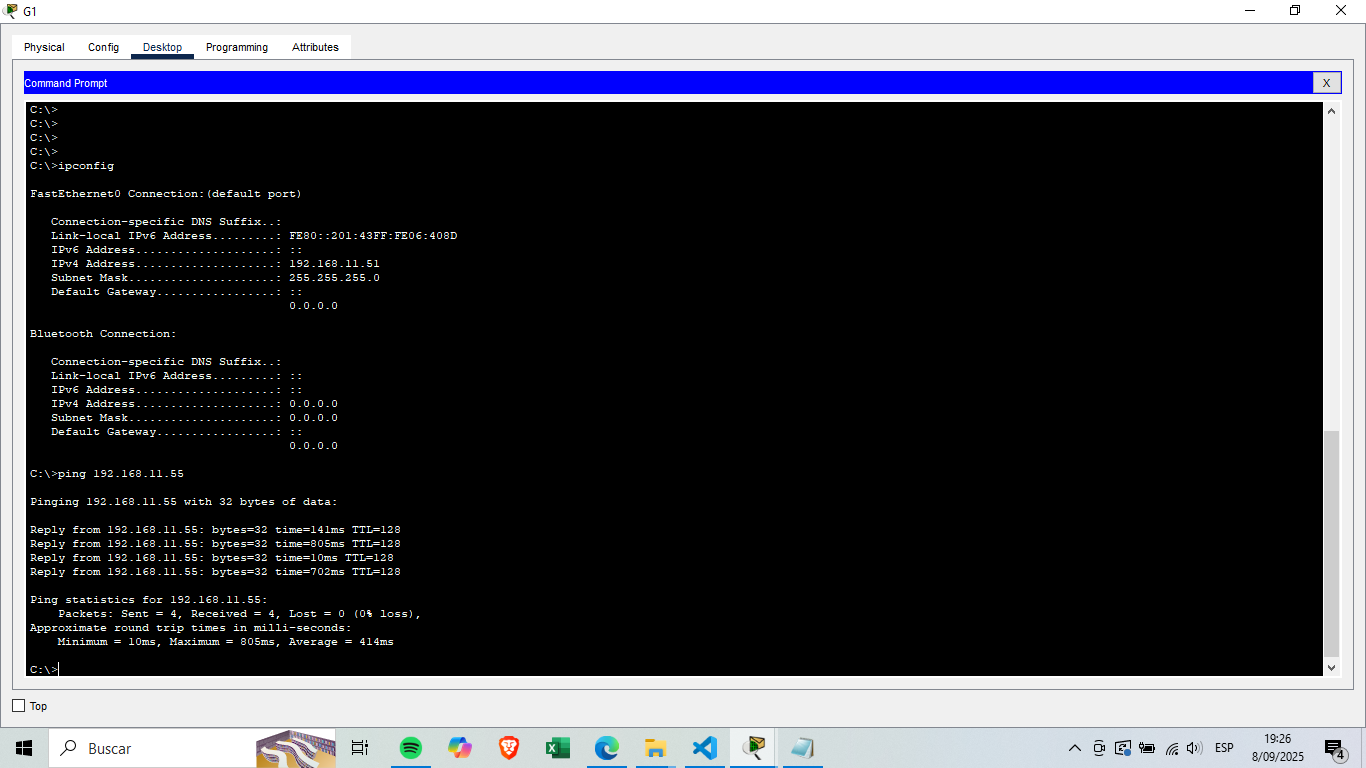 G1
Physical Config Desktop Programming Attributes
Command Prompt
X
C:\>
C:\>
C:\>
C:\>
C:\>ipconfig
FastEthernet0 Connection:(default port)
Connection-specific DNS Suffix..:
Link-local IPv6 Address.........: FE80::201:43FF:FE06:408D
IPv6 Address....................: ::
IPv4 Address....................: 192.168.11.51
Subnet Mask.....................: 255.255.255.0
Default Gateway.................: ::
0.0.0.0
Bluetooth Connection:
Connection-specific DNS Suffix..:
Link-local IPv6 Address.........: ::
IPv6 Address....................: ::
IPv4 Address....................: 0.0.0.0
Subnet Mask.....................: 0.0.0.0
Default Gateway.................: ::
0.0.0.0
C:\>ping 192.168.11.55
Pinging 192.168.11.55 with 32 bytes of data:
Reply from 192.168.11.55: bytes=32 time=141ms TTL=128
Reply from 192.168.11.55: bytes=32 time=805ms TTL=128
Reply from 192.168.11.55: bytes=32 time=10ms TTL=128
Reply from 192.168.11.55: bytes=32 time=702ms TTL=128
Ping statistics for 192.168.11.55:
Packets: Sent = 4, Received = 4, Lost = 0 (0% loss),
Approximate round trip times in milli-seconds:
Minimum = 10ms, Maximum = 805ms, Average = 414ms
C:\>
Top
Buscar
ESP
19:26
8/09/2025
4